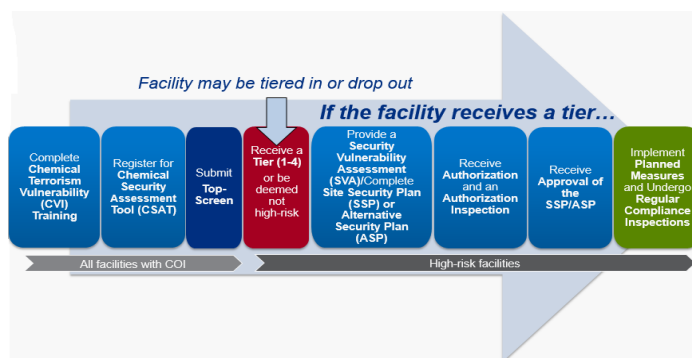 Facility may be tiered in or drop out
If the facility receives a tier…
Complete
Chemical
Terrorism
Vulnerability
(CVI)
Training
Register for
Chemical
Security
Assessment
Tool (CSAT)
Submit
Top-
Screen
Receive a
Tier (1-4)
or be
deemed
not
high-risk
Provide a
Security
Vulnerability
Assessment
(SVA)/Complete
Site Security Plan
(SSP) or
Alternative
Security Plan
(ASP)
Receive
Authorization
and an
Authorization
Inspection
Receive
Approval of
the
SSP/ASP
Implement
Planned
Measures
and Undergo
Regular
Compliance
Inspections
All facilities with COI
High-risk facilities